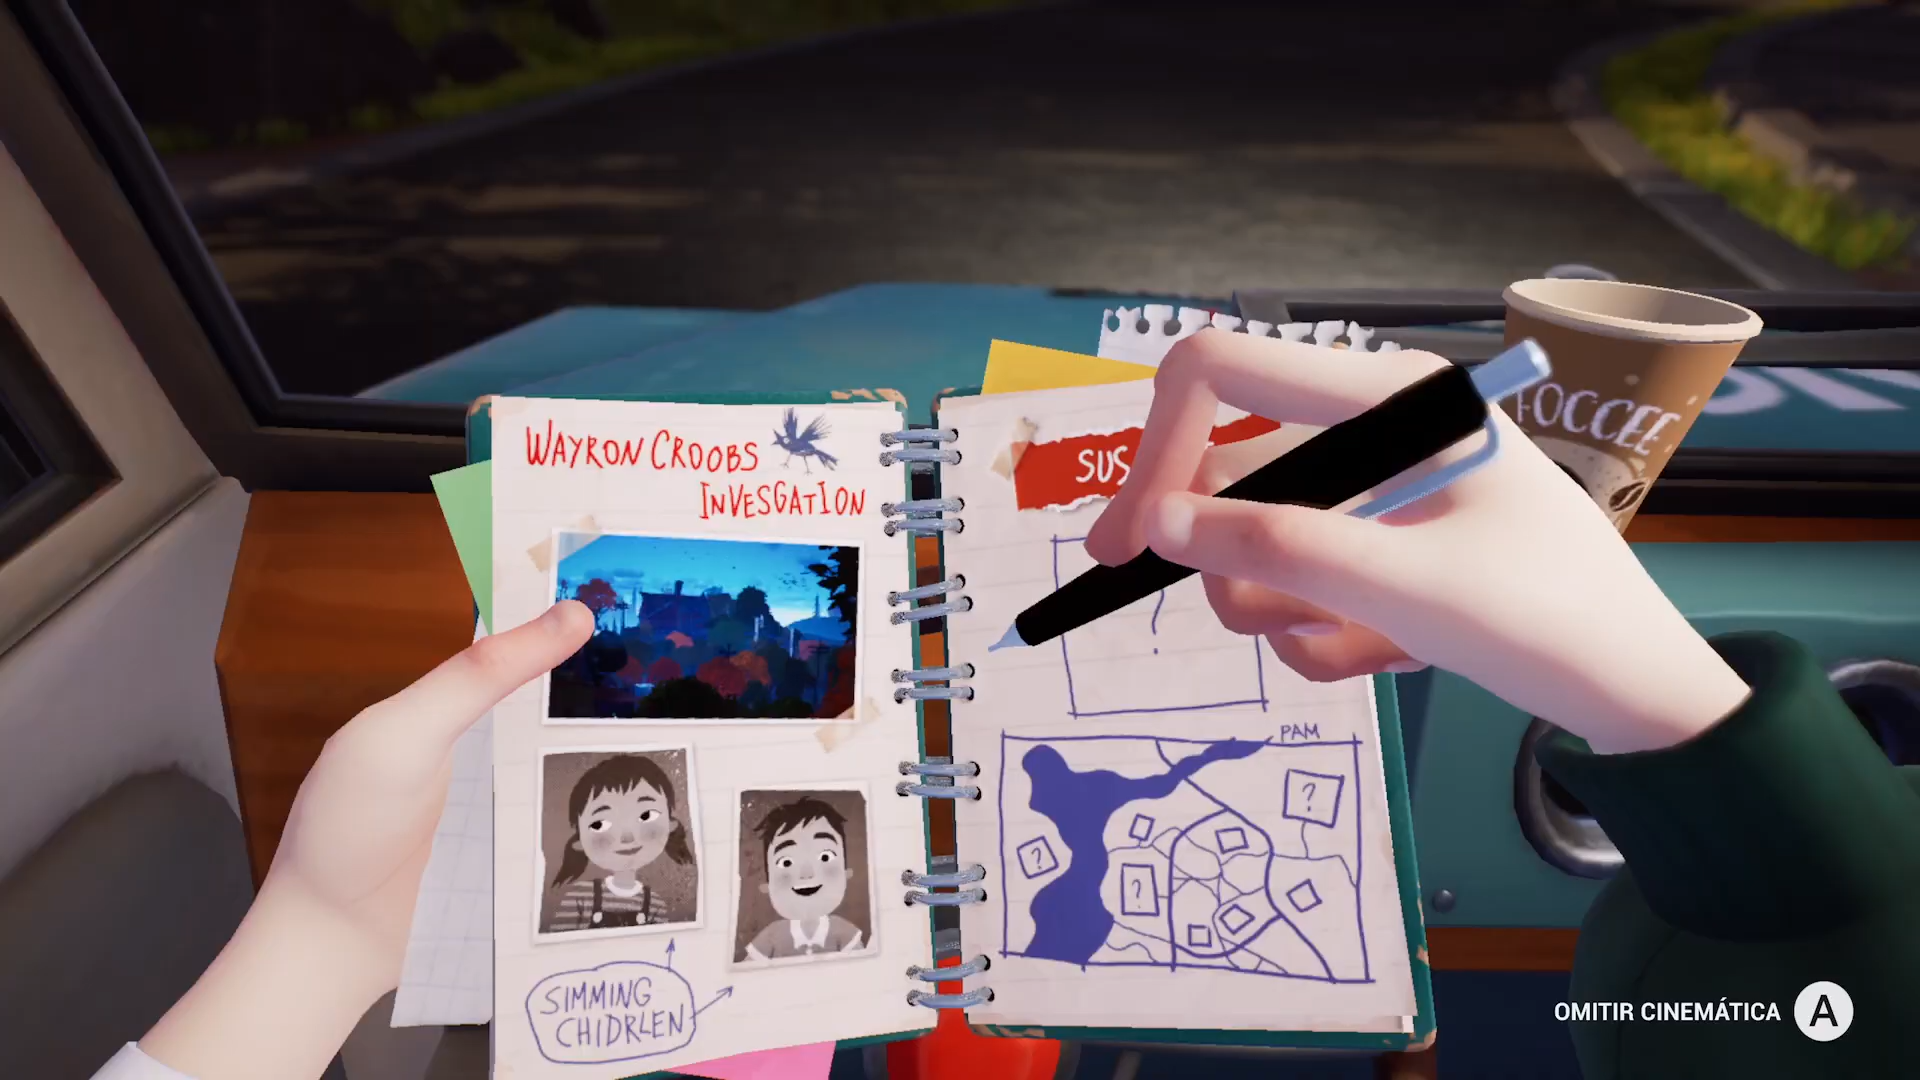 WAYRON CROOBS
INVESGATION
SUS
?
PAM
?
?
?
SIMMING
CHIDRLEN
FOCCEE
OMITIR CINEMÁTICA A